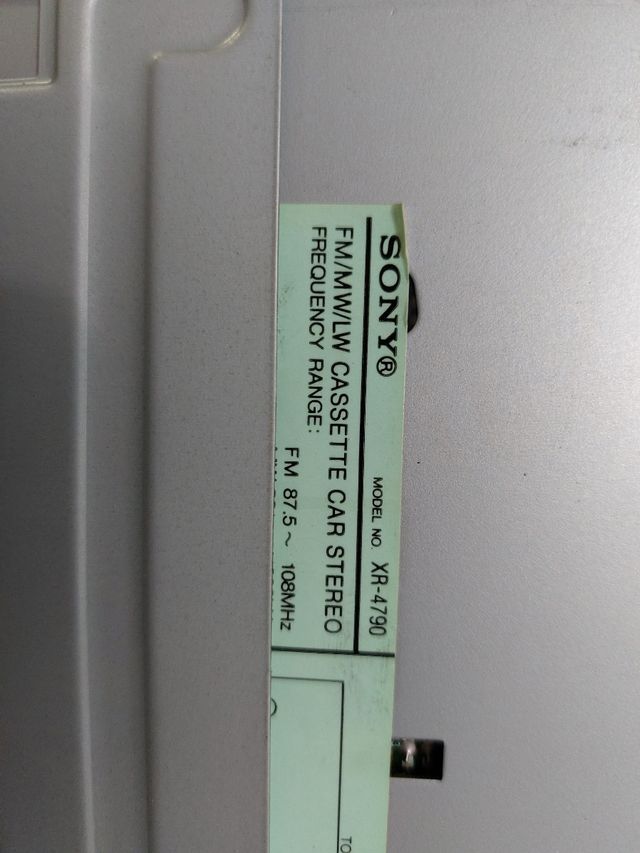 SONY® MODEL NO. XR-4790
FM/MW/LW CASSETTE CAR STEREO
FREQUENCY RANGE:
FM 87.5 ~ 108MHz